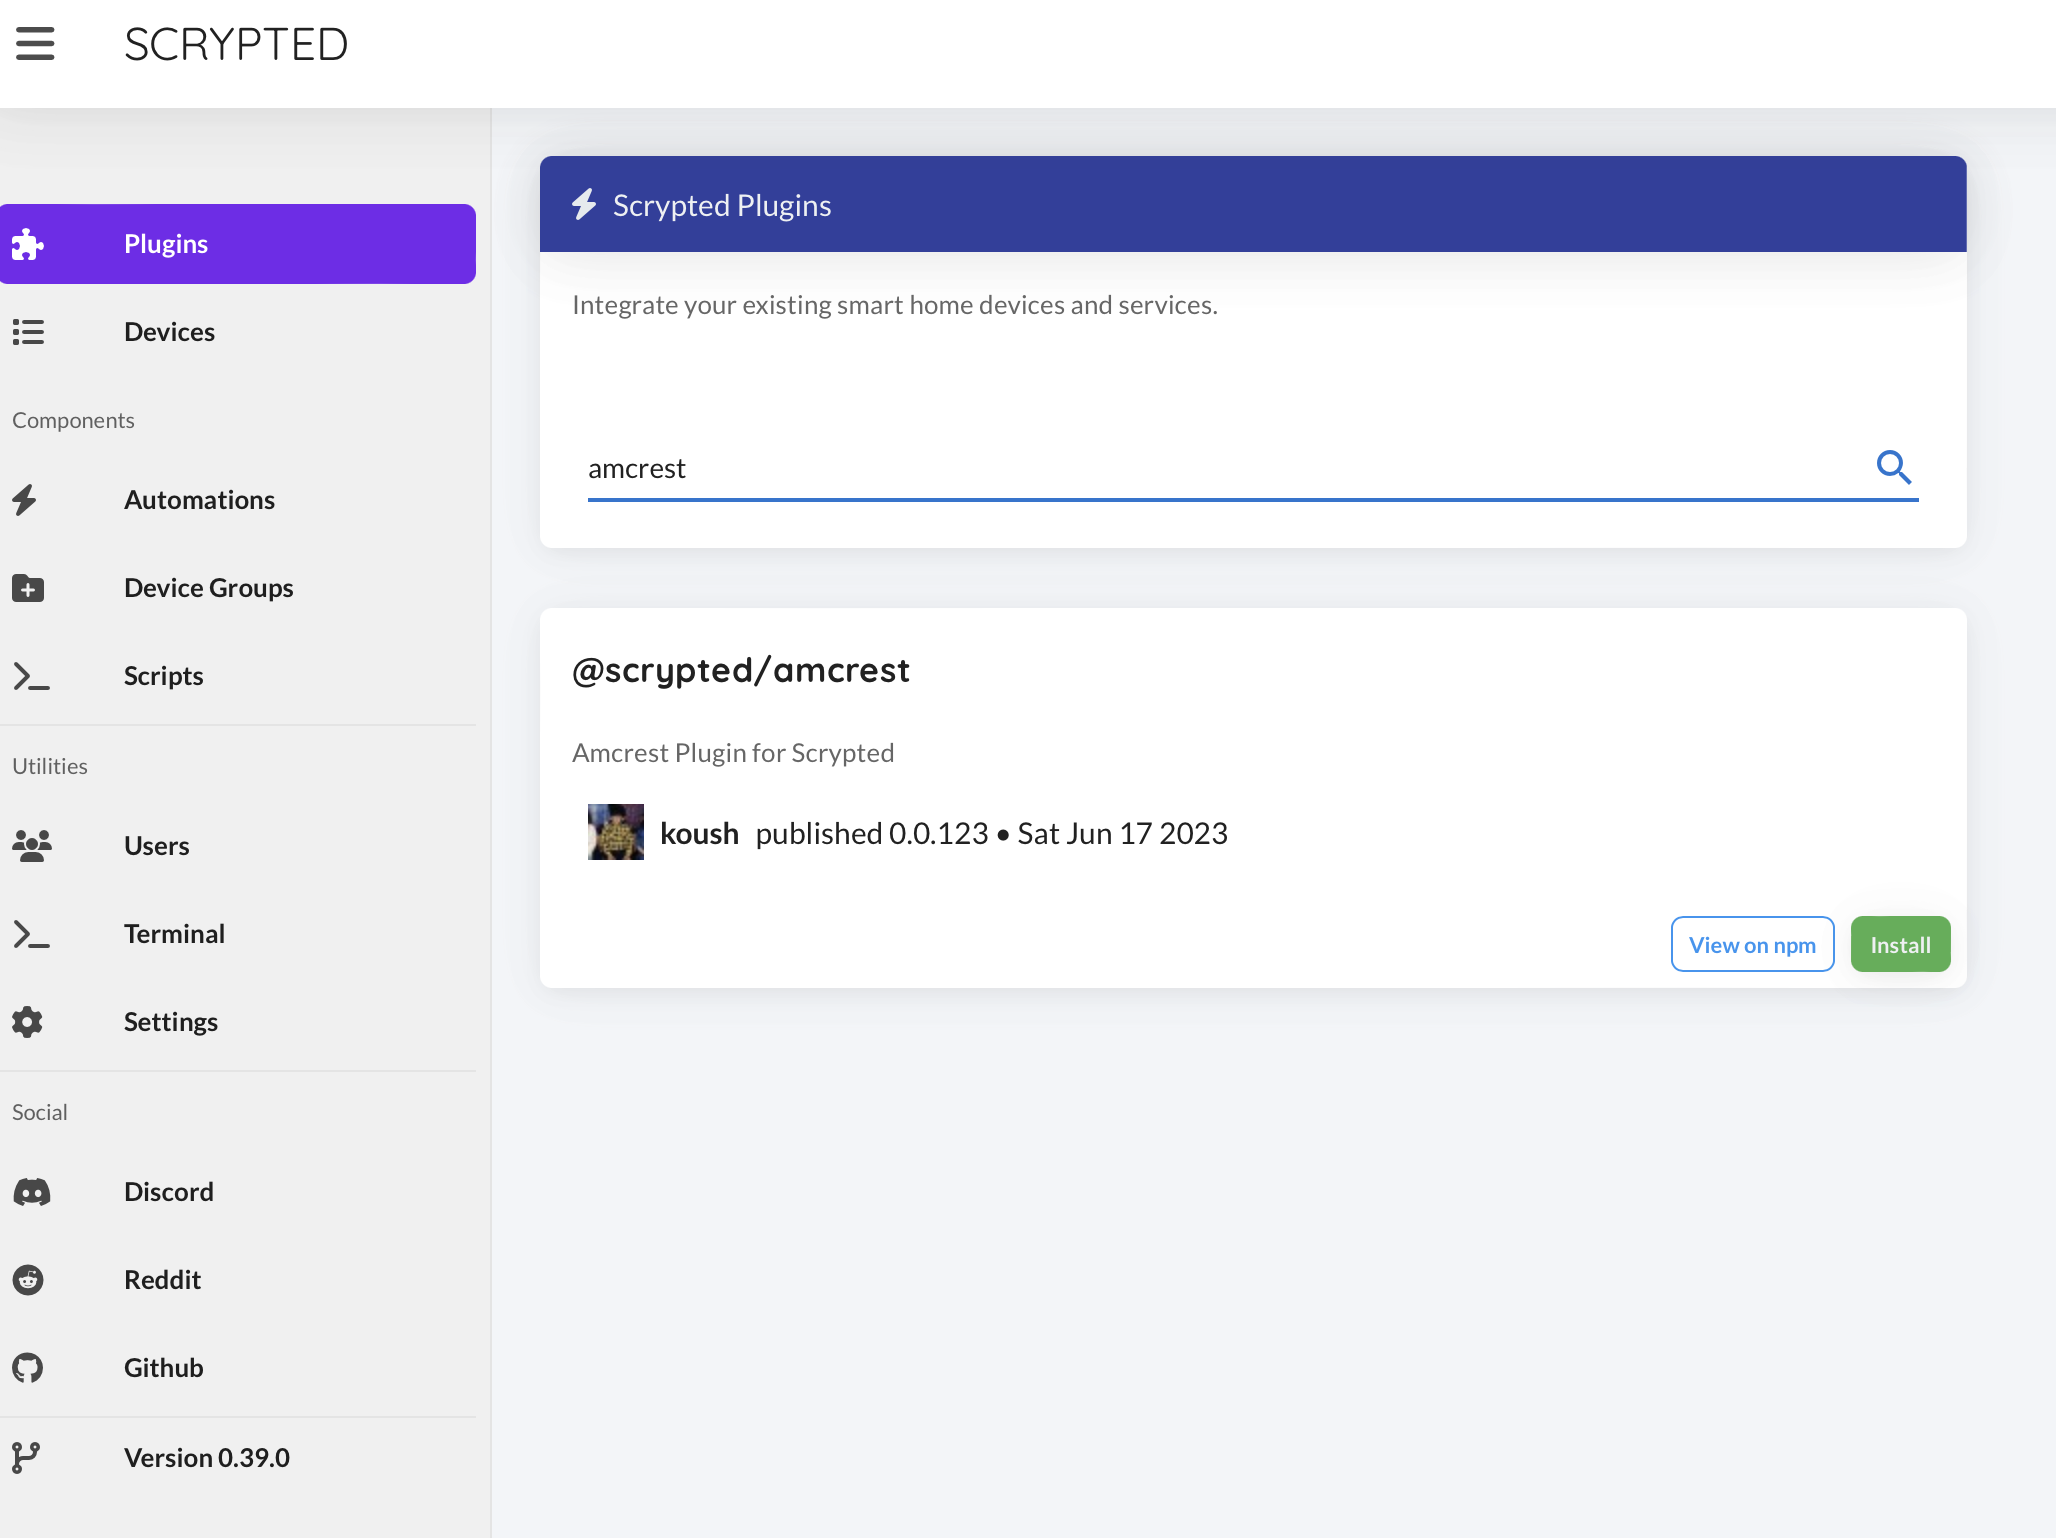 SCRYPTED
Plugins
Devices
Components
Automations
Device Groups
Scripts
Utilities
Users
Terminal
Settings
Social
Discord
Reddit
Github
Version 0.39.0
Scrypted Plugins
Integrate your existing smart home devices and services.
amcrest
@scrypted/amcrest
Amcrest Plugin for Scrypted
koush published 0.0.123 • Sat Jun 17 2023
View on npm Install